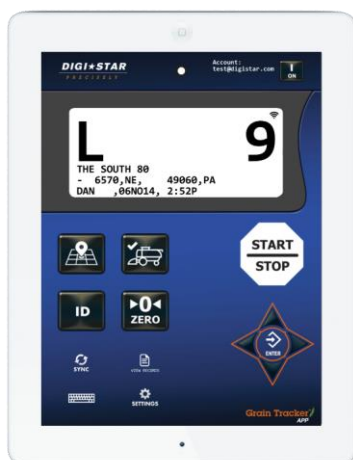 DIGI★STAR
PRECISELY
Account:
test@digistar.com
I
ON
L 9
THE SOUTH 80
- 6570,NE, 49060,PA
DAN ,06NO14, 2:52P
START
STOP
ID
▶0◀
ZERO
ENTER
SYNC
VIEW RECORDS
SETTINGS
Grain Tracker
APP